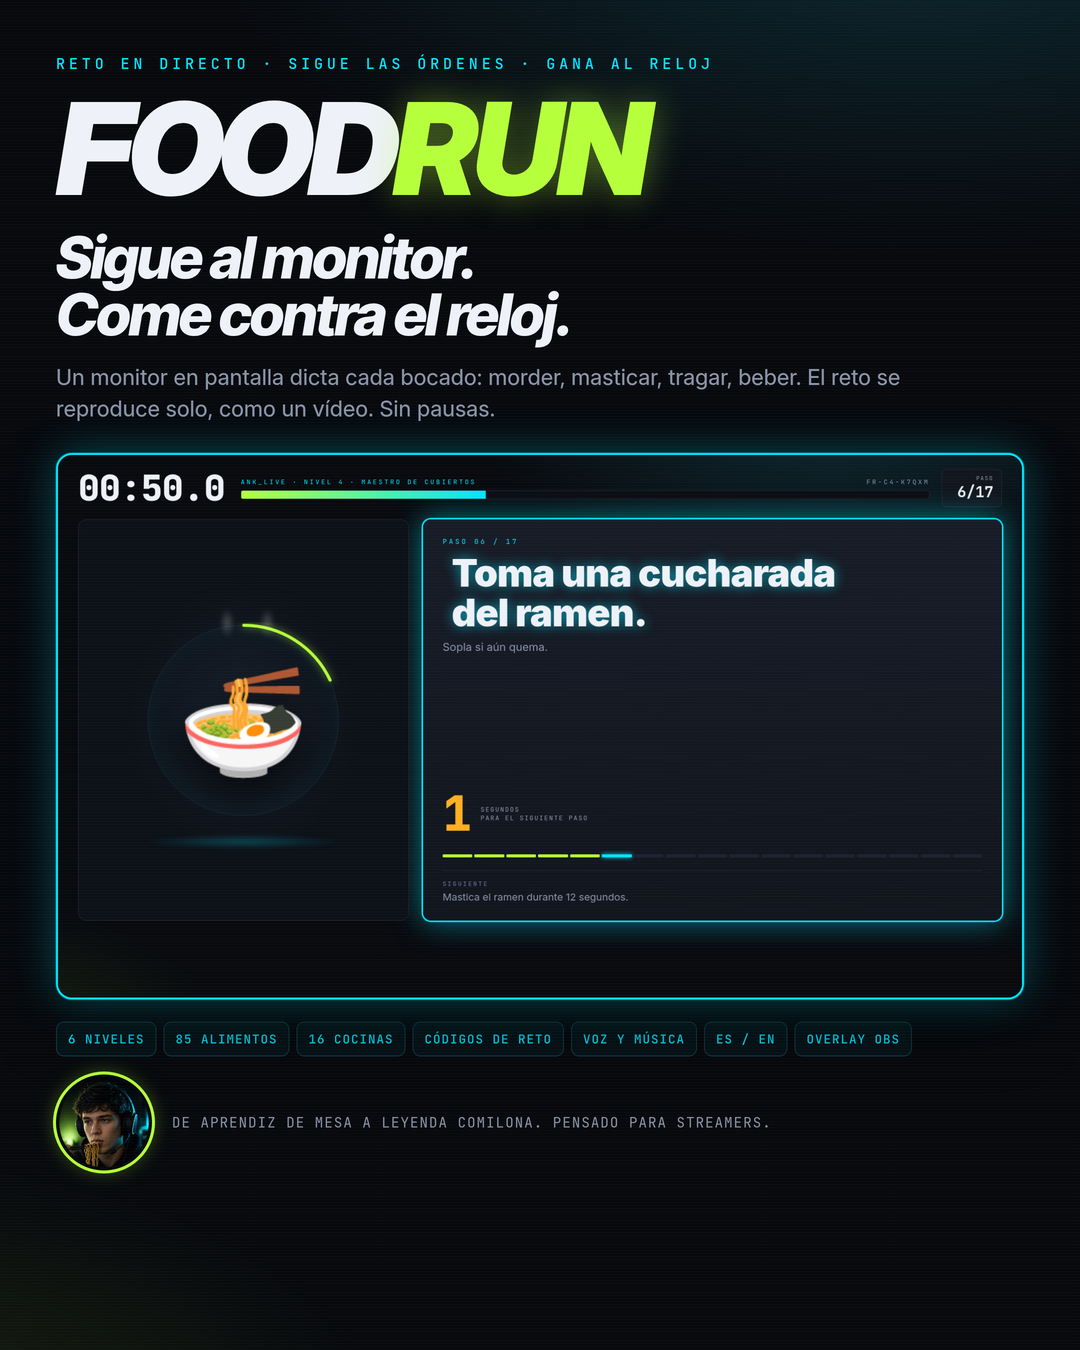 RETO EN DIRECTO · SIGUE LAS ÓRDENES · GANA AL RELOJ
FOODRUN
Sigue al monitor.
Come contra el reloj.
Un monitor en pantalla dicta cada bocado: morder, masticar, tragar, beber. El reto se
reproduce solo, como un vídeo. Sin pausas.
00:50.0
ANK_LIVE · NIVEL 4 · MAESTRO DE CUBIERTOS
FR-C4-K7QXM
PASO
6/17
PASO 06 / 17
Toma una cucharada
del ramen.
Sopla si aún quema.
1
SEGUNDOS
PARA EL SIGUIENTE PASO
SIGUIENTE
Mastica el ramen durante 12 segundos.
6 NIVELES
85 ALIMENTOS
16 COCINAS
CÓDIGOS DE RETO
VOZ Y MÚSICA
ES / EN
OVERLAY OBS
DE APRENDIZ DE MESA A LEYENDA COMILONA. PENSADO PARA STREAMERS.